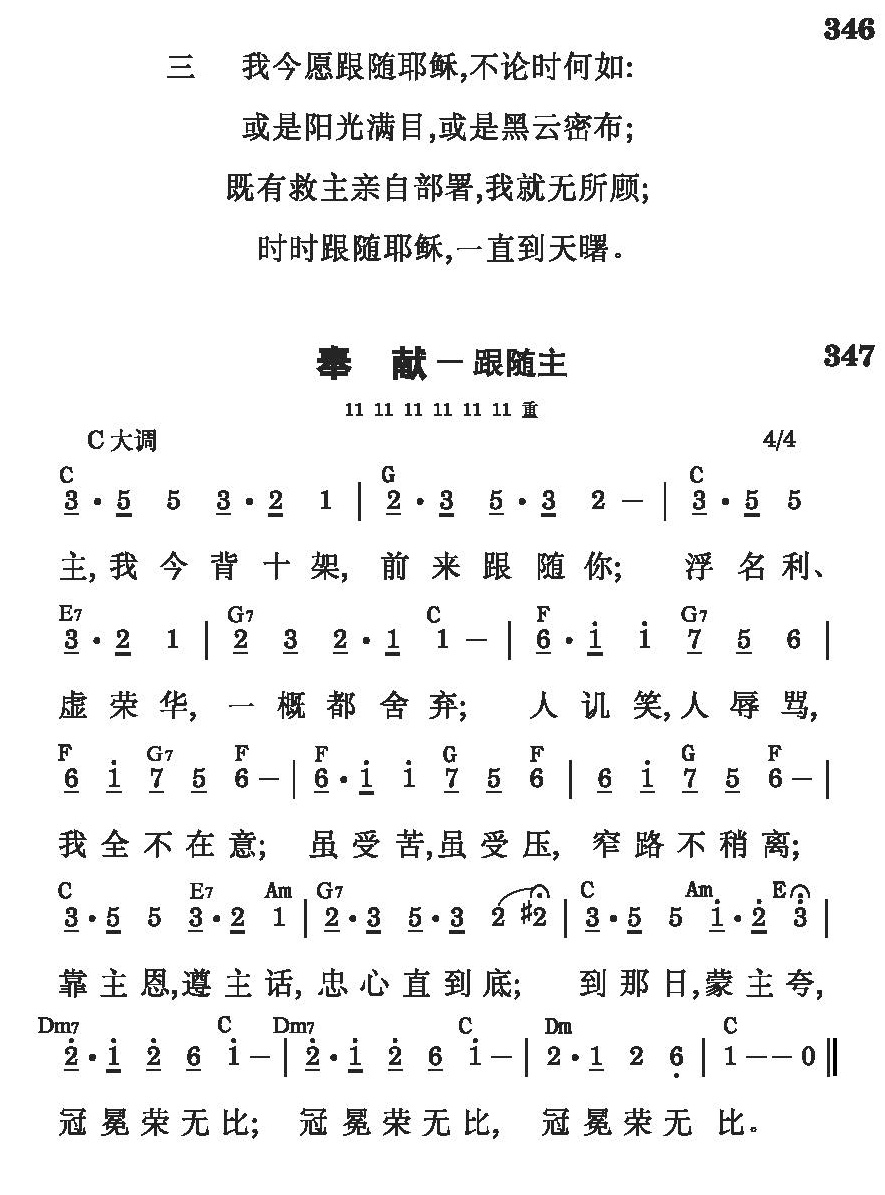 346
三 我今愿跟随耶稣,不论时何如:
或是阳光满目,或是黑云密布;
既有救主亲自部署,我就无所顾;
时时跟随耶稣,一直到天曙。
347
奉 献 — 跟随主
11 11 11 11 11 11 重
C 大调 4/4
C G C
3 · 5 5 3 · 2 1 | 2 · 3 5 · 3 2 — | 3 · 5 5
主, 我 今 背 十 架, 前 来 跟 随 你; 浮 名 利、
E7 G7 C F G7
3 · 2 1 | 2 3 2 · 1 1 — | 6 · i i 7 5 6 |
虚 荣 华, 一 概 都 舍 弃; 人 讥 笑, 人 辱 骂,
F G7 F F G F G F
6 i 7 5 6 — | 6 · i i 7 5 6 | 6 i 7 5 6 — |
我 全 不 在 意; 虽 受 苦, 虽 受 压, 窄 路 不 稍 离;
C E7 Am G7 C Am E
3 · 5 5 3 · 2 1 | 2 · 3 5 · 3 2 #2 | 3 · 5 5 i · 2̇ 3̇ |
靠 主 恩, 遵 主 话, 忠 心 直 到 底; 到 那 日, 蒙 主 夸,
Dm7 C Dm7 C Dm C
2̇ · i 2̇ 6 i — | 2̇ · i 2̇ 6 i — | 2 · 1 2 6̣ | 1 — — 0 ‖
冠 冕 荣 无 比; 冠 冕 荣 无 比, 冠 冕 荣 无 比。